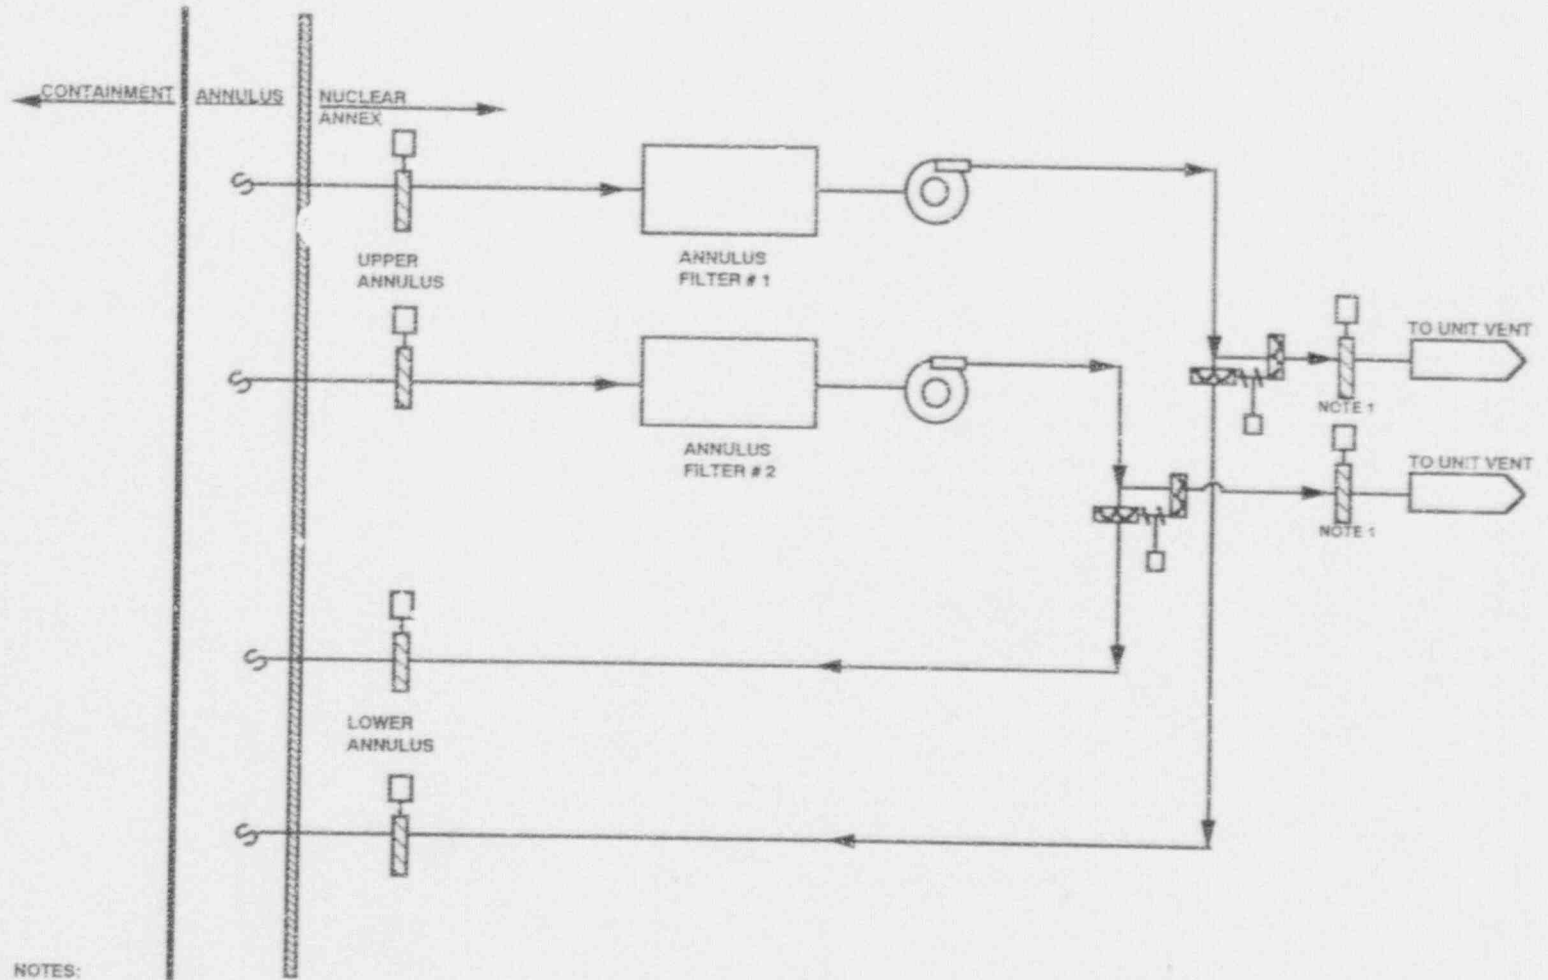 CONTAINMENT
ANNULUS
NUCLEAR
ANNEX
UPPER
ANNULUS
ANNULUS
FILTER # 1
TO UNIT VENT
NOTE 1
ANNULUS
FILTER # 2
TO UNIT VENT
NOTE 1
LOWER
ANNULUS
NOTES: